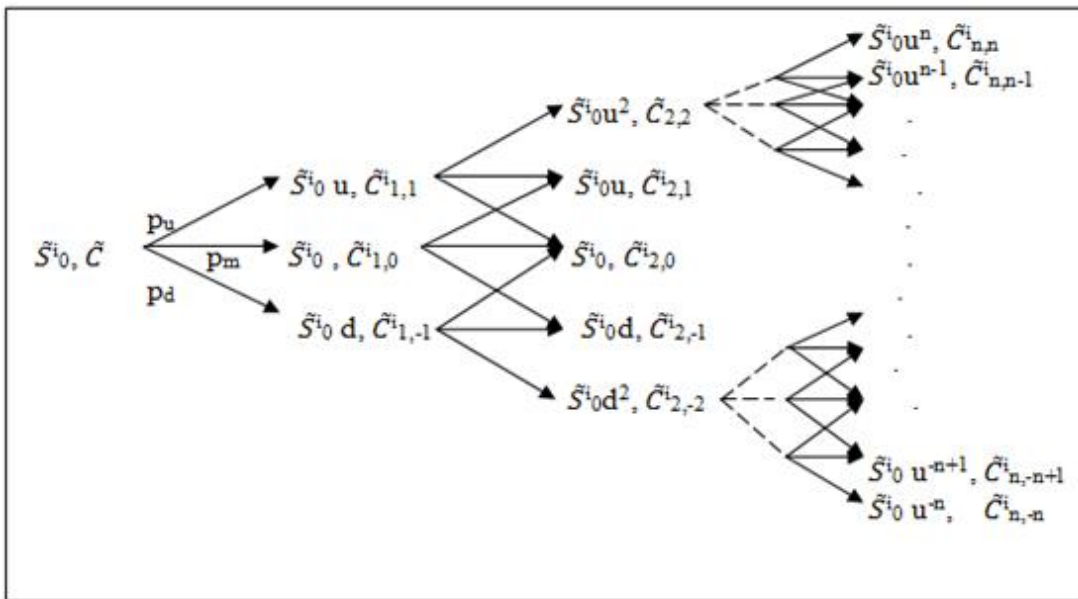 S̃ⁱ₀uⁿ, C̃ⁱₙ,ₙ
S̃ⁱ₀uⁿ⁻¹, C̃ⁱₙ,ₙ₋₁
S̃ⁱ₀u², C̃₂,₂
S̃ⁱ₀ u, C̃ⁱ₁,₁
S̃ⁱ₀u, C̃ⁱ₂,₁
pᵤ
S̃ⁱ₀, C̃
pₘ
S̃ⁱ₀ , C̃ⁱ₁,₀
S̃ⁱ₀, C̃ⁱ₂,₀
p_d
S̃ⁱ₀ d, C̃ⁱ₁,₋₁
S̃ⁱ₀d, C̃ⁱ₂,₋₁
S̃ⁱ₀d², C̃ⁱ₂,₋₂
S̃ⁱ₀ u⁻ⁿ⁺¹, C̃ⁱₙ,₋ₙ₊₁
S̃ⁱ₀ u⁻ⁿ, C̃ⁱₙ,₋ₙ